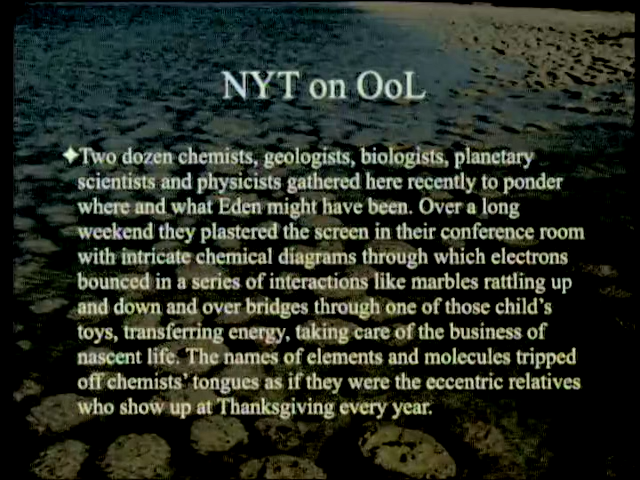 NYT on OoL
✦Two dozen chemists, geologists, biologists, planetary
scientists and physicists gathered here recently to ponder
where and what Eden might have been. Over a long
weekend they plastered the screen in their conference room
with intricate chemical diagrams through which electrons
bounced in a series of interactions like marbles rattling up
and down and over bridges through one of those child's
toys, transferring energy, taking care of the business of
nascent life. The names of elements and molecules tripped
off chemists' tongues as if they were the eccentric relatives
who show up at Thanksgiving every year.